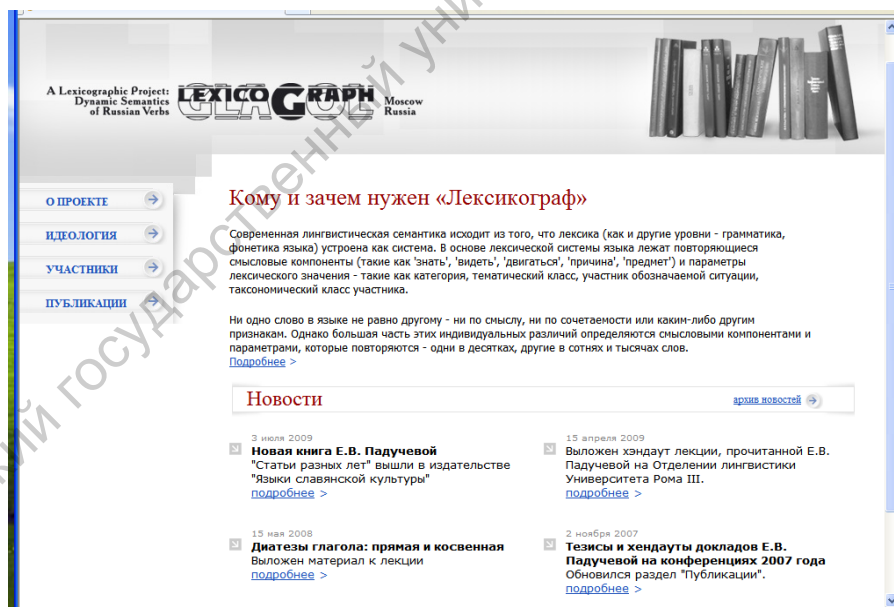 A Lexicographic Project:
Dynamic Semantics
of Russian Verbs
LEXICOGRAPH
GLAGOL
Moscow
Russia
О ПРОЕКТЕ
ИДЕОЛОГИЯ
УЧАСТНИКИ
ПУБЛИКАЦИИ
Кому и зачем нужен «Лексикограф»
Современная лингвистическая семантика исходит из того, что лексика (как и другие уровни - грамматика,
фонетика языка) устроена как система. В основе лексической системы языка лежат повторяющиеся
смысловые компоненты (такие как 'знать', 'видеть', 'двигаться', 'причина', 'предмет') и параметры
лексического значения - такие как категория, тематический класс, участник обозначаемой ситуации,
таксономический класс участника.
Ни одно слово в языке не равно другому - ни по смыслу, ни по сочетаемости или каким-либо другим
признакам. Однако большая часть этих индивидуальных различий определяются смысловыми компонентами и
параметрами, которые повторяются - одни в десятках, другие в сотнях и тысячах слов.
Подробнее >
Новости
архив новостей
3 июля 2009
Новая книга Е.В. Падучевой
"Статьи разных лет" вышли в издательстве
"Языки славянской культуры"
подробнее >
15 апреля 2009
Выложен хэндаут лекции, прочитанной Е.В.
Падучевой на Отделении лингвистики
Университета Рома III.
подробнее >
15 мая 2008
Диатезы глагола: прямая и косвенная
Выложен материал к лекции
подробнее >
2 ноября 2007
Тезисы и хендауты докладов Е.В.
Падучевой на конференциях 2007 года
Обновился раздел "Публикации".
подробнее >
кий государственный уни